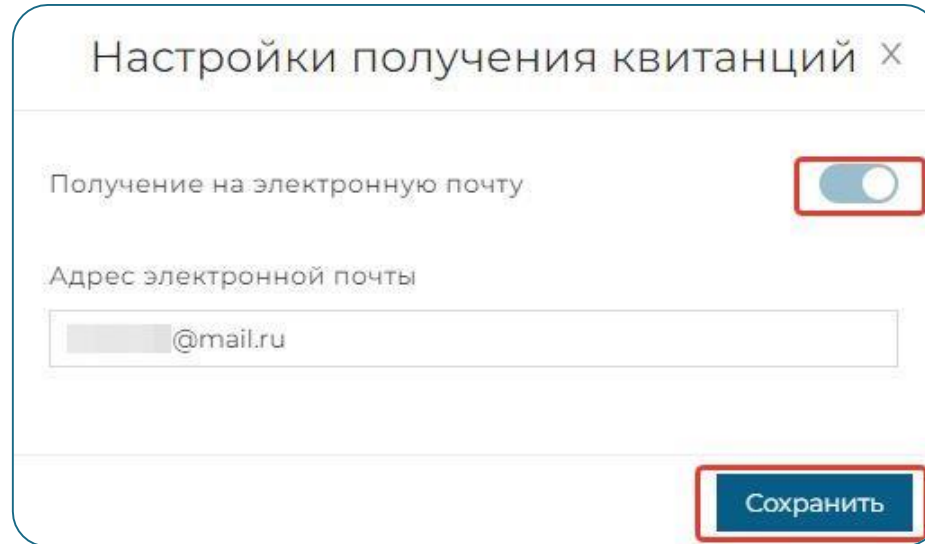 Настройки получения квитанций ×
Получение на электронную почту
Адрес электронной почты
@mail.ru
Сохранить